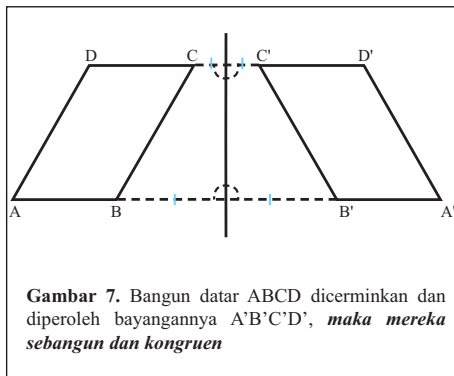 D C C' D'
A B B' A'
Gambar 7. Bangun datar ABCD dicerminkan dan
diperoleh bayangannya A’B’C’D’, maka mereka
sebangun dan kongruen